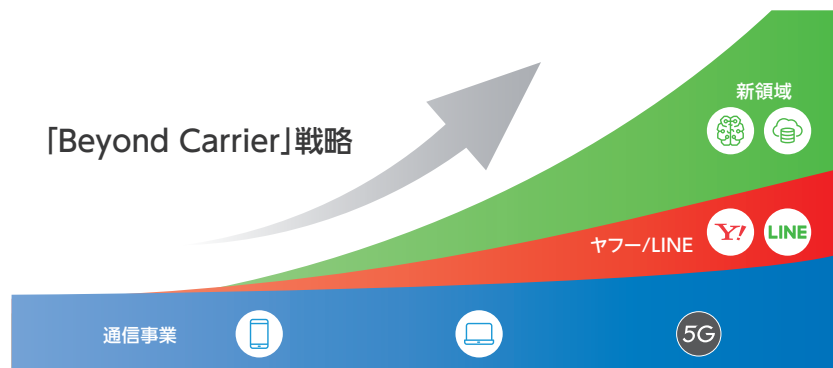 「Beyond Carrier」戦略
新領域
ヤフー/LINE
Y!
LINE
通信事業
5G